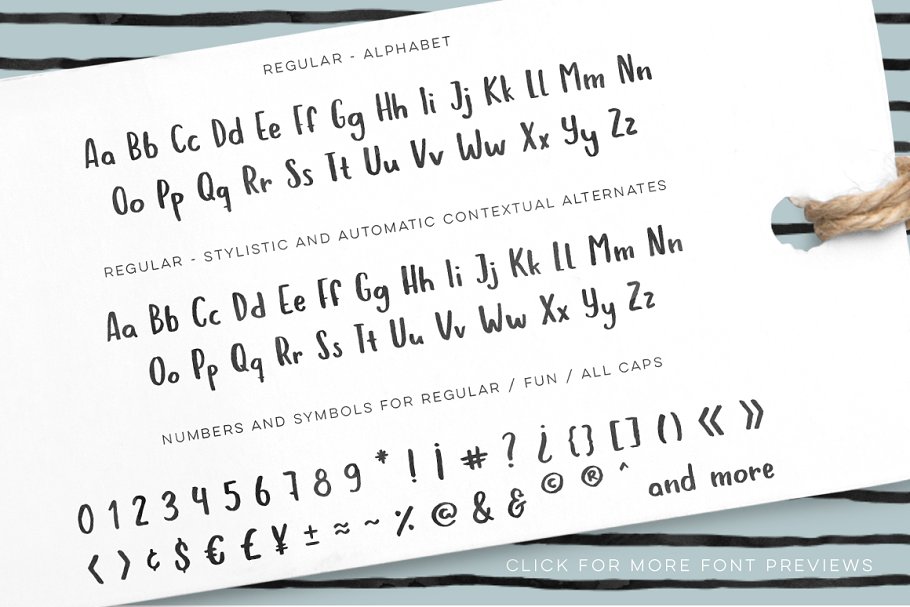 REGULAR - ALPHABET
Aa Bb Cc Dd Ee Ff Gg Hh Ii Jj Kk Ll Mm Nn
Oo Pp Qq Rr Ss Tt Uu Vv Ww Xx Yy Zz
REGULAR - STYLISTIC AND AUTOMATIC CONTEXTUAL ALTERNATES
Aa Bb Cc Dd Ee Ff Gg Hh Ii Jj Kk Ll Mm Nn
Oo Pp Qq Rr Ss Tt Uu Vv Ww Xx Yy Zz
NUMBERS AND SYMBOLS FOR REGULAR / FUN / ALL CAPS
0 1 2 3 4 5 6 7 8 9 * ! ¡ # ? ¿ {} [] () « »
‹ › ¢ $ € £ ¥ ± ≈ ~ % @ & & © ® ^ and more
CLICK FOR MORE FONT PREVIEWS